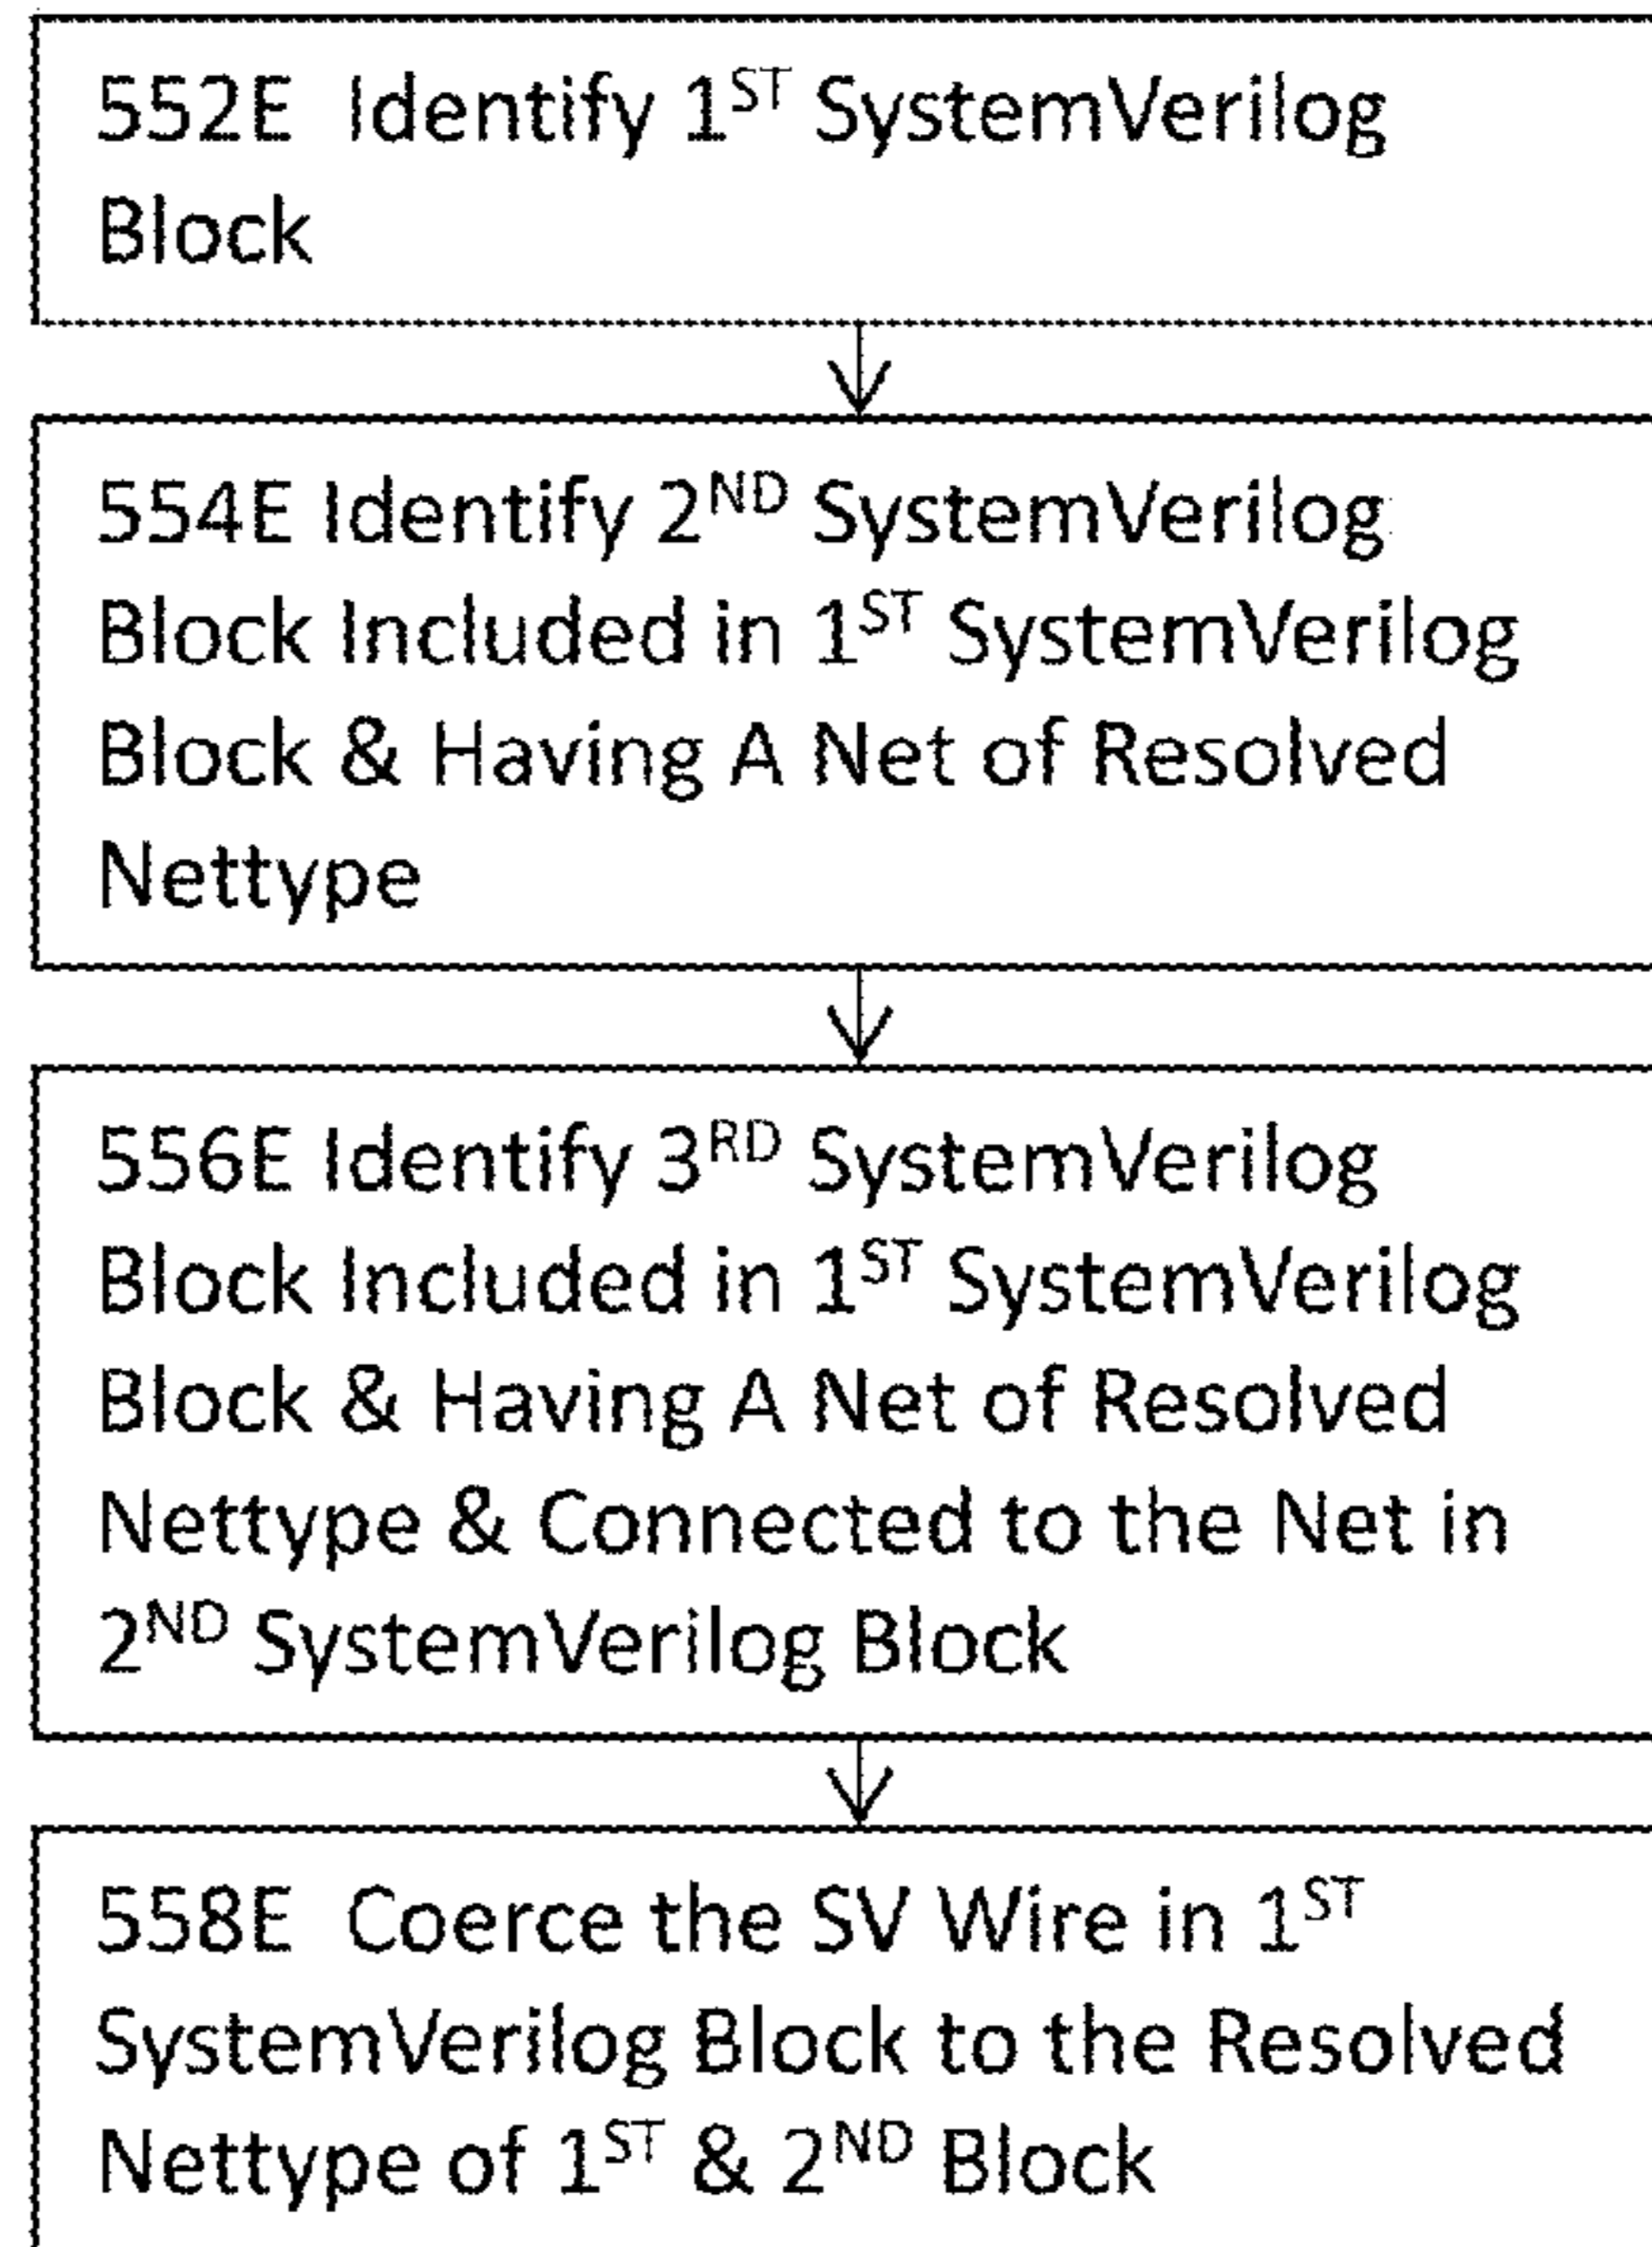 552E Identify 1ST SystemVerilog
Block
554E Identify 2ND SystemVerilog
Block Included in 1ST SystemVerilog
Block & Having A Net of Resolved
Nettype
556E Identify 3RD SystemVerilog
Block Included in 1ST SystemVerilog
Block & Having A Net of Resolved
Nettype & Connected to the Net in
2ND SystemVerilog Block
558E Coerce the SV Wire in 1ST
SystemVerilog Block to the Resolved
Nettype of 1ST & 2ND Block